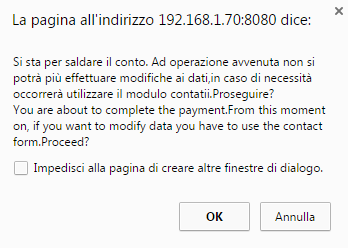 La pagina all'indirizzo 192.168.1.70:8080 dice:
Si sta per saldare il conto. Ad operazione avvenuta non si
potrà più effettuare modifiche ai dati,in caso di necessità
occorrerà utilizzare il modulo contatii.Proseguire?
You are about to complete the payment.From this moment
on, if you want to modify data you have to use the contact
form.Proceed?
Impedisci alla pagina di creare altre finestre di dialogo.
OK
Annulla